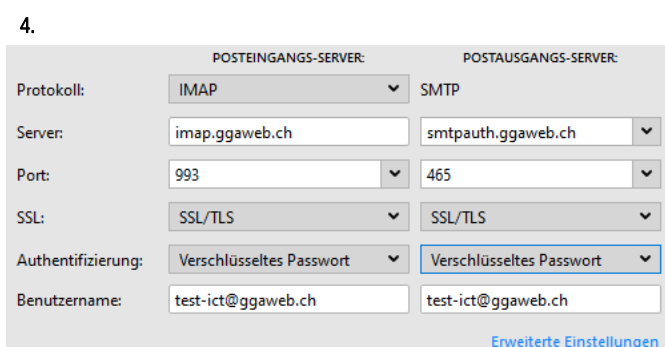 4.
POSTEINGANGS-SERVER: POSTAUSGANGS-SERVER:
Protokoll: IMAP SMTP
Server: imap.ggaweb.ch smtpauth.ggaweb.ch
Port: 993 465
SSL: SSL/TLS SSL/TLS
Authentifizierung: Verschlüsseltes Passwort Verschlüsseltes Passwort
Benutzername: test-ict@ggaweb.ch test-ict@ggaweb.ch
Erweiterte Einstellungen